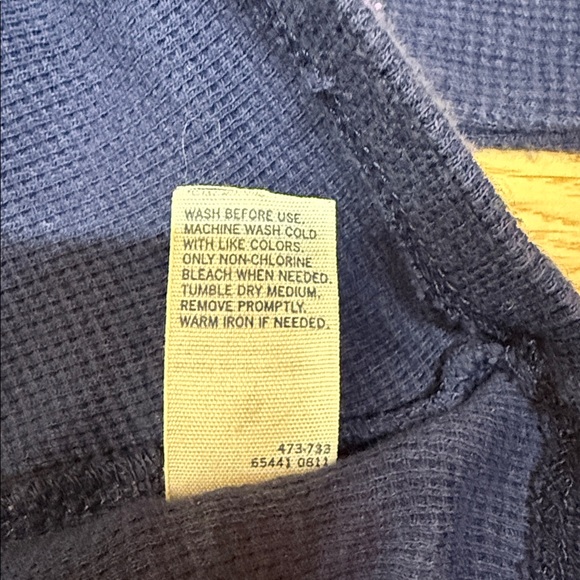 WASH BEFORE USE.
MACHINE WASH COLD
WITH LIKE COLORS.
ONLY NON-CHLORINE
BLEACH WHEN NEEDED.
TUMBLE DRY MEDIUM.
REMOVE PROMPTLY.
WARM IRON IF NEEDED.
473-733
65441 0611